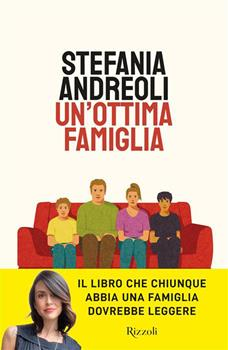 STEFANIA
ANDREOLI
UN'OTTIMA
FAMIGLIA
IL LIBRO CHE CHIUNQUE
ABBIA UNA FAMIGLIA
DOVREBBE LEGGERE
Rizzoli